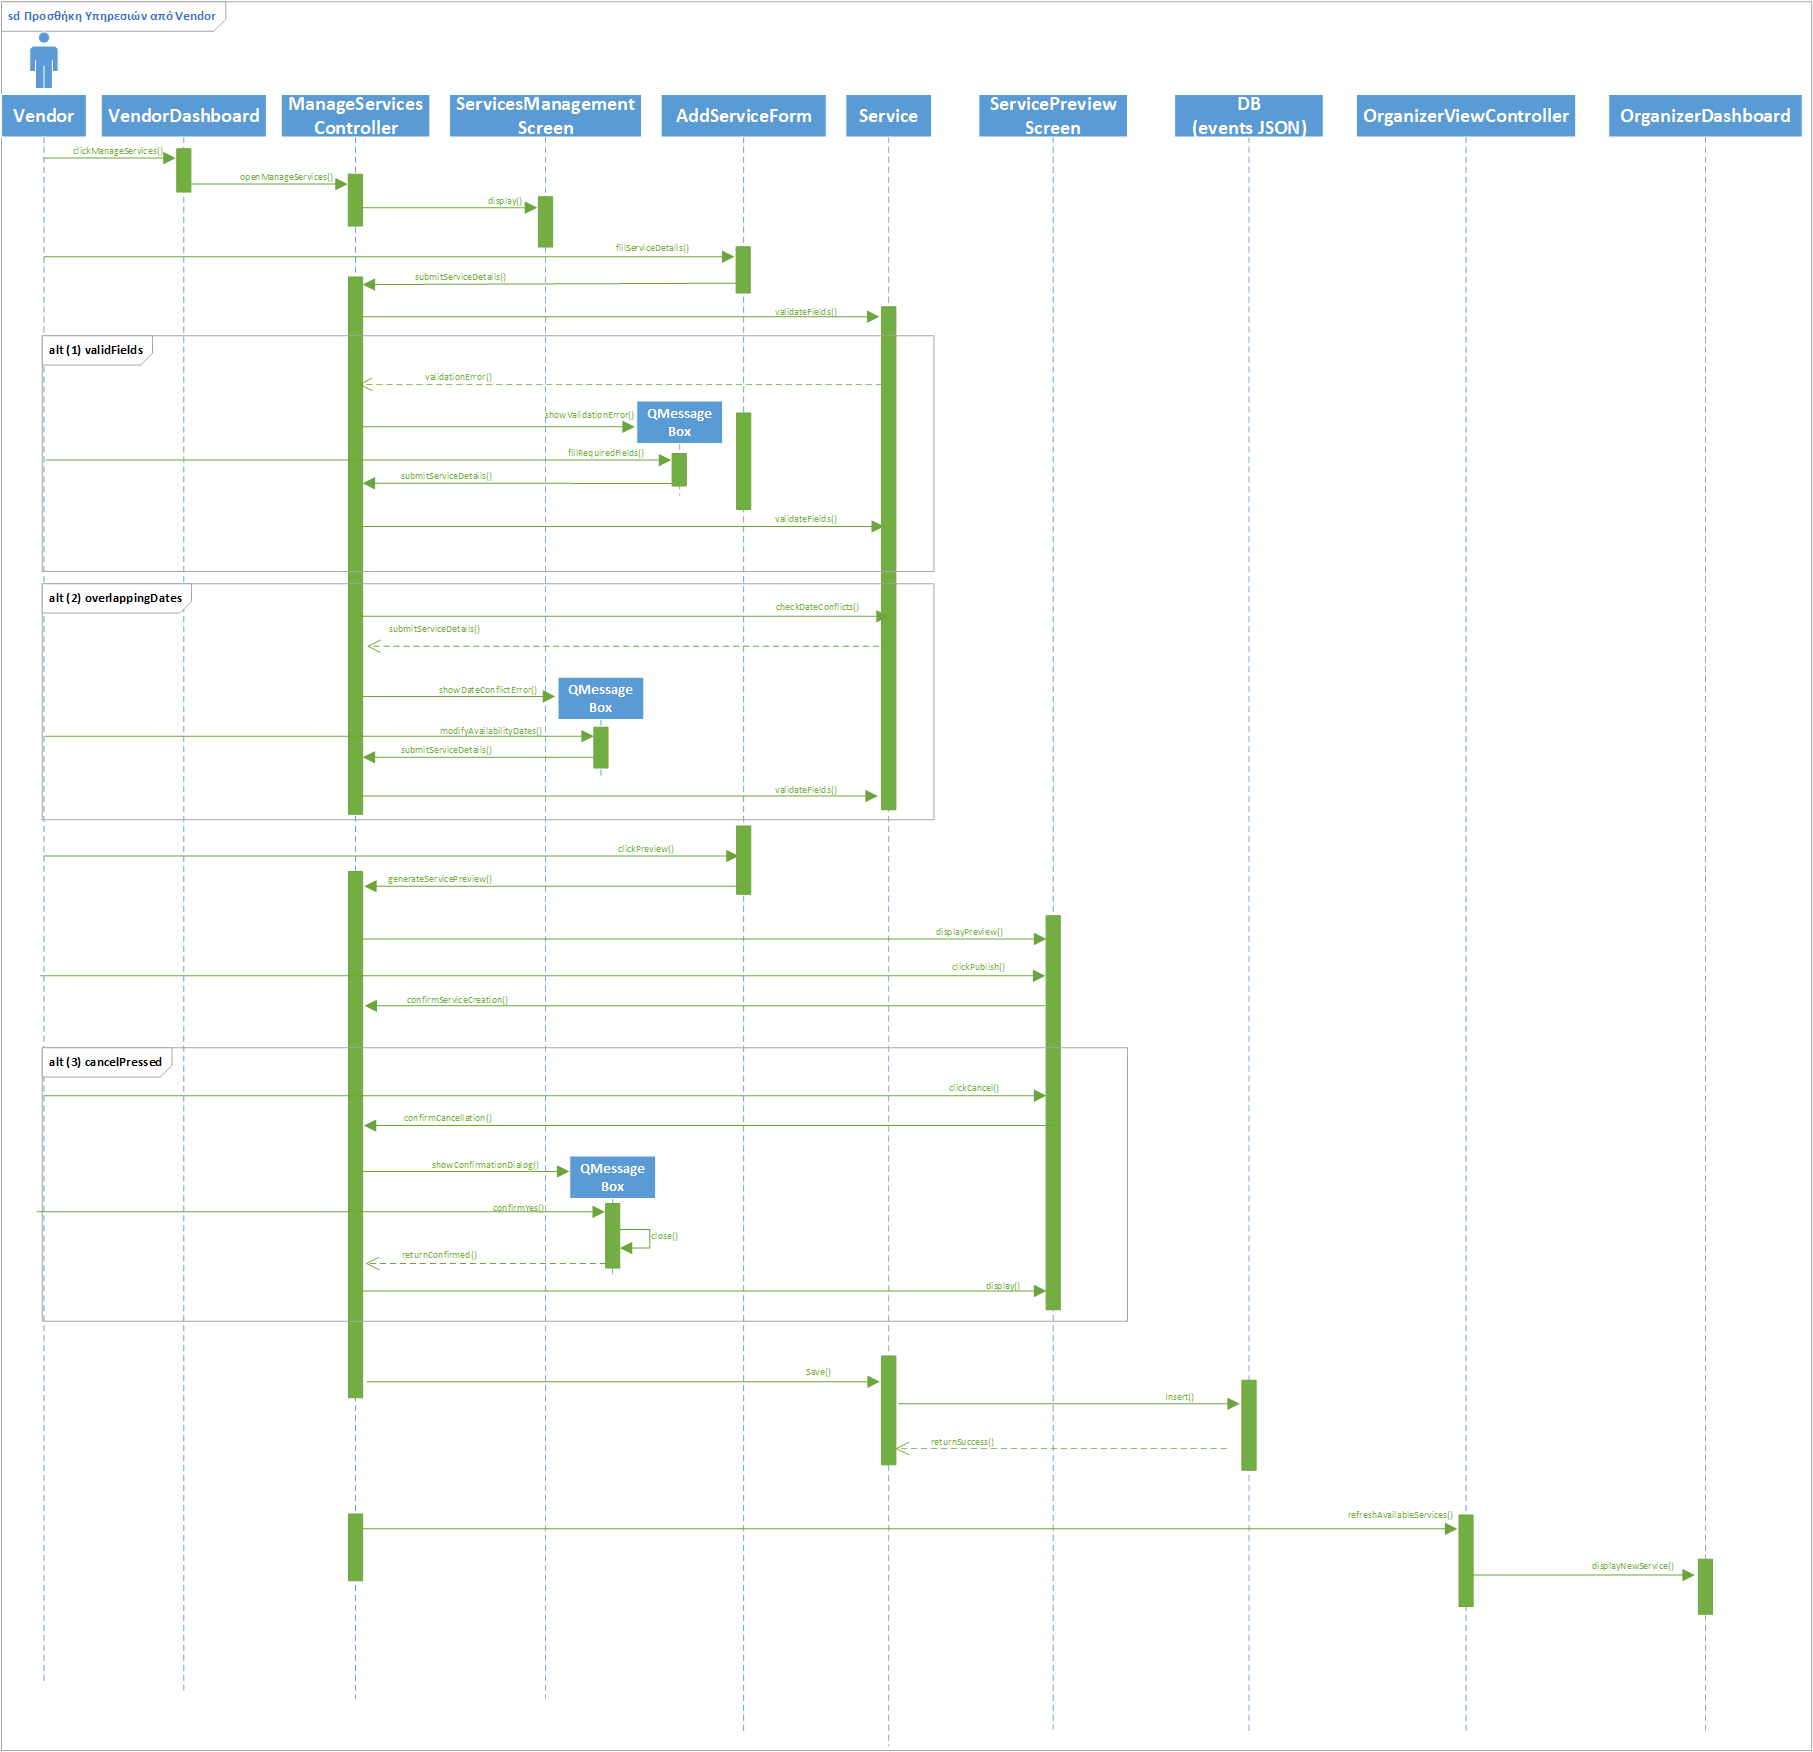 sd Προσθήκη Υπηρεσιών από Vendor
Vendor
VendorDashboard
ManageServices
Controller
ServicesManagement
Screen
AddServiceForm
Service
ServicePreview
Screen
DB
(events JSON)
OrganizerViewController
OrganizerDashboard
clickManageServices()
openManageServices()
display()
fillServiceDetails()
submitServiceDetails()
validateFields()
alt (1) validFields
validationError()
showValidationError()
QMessage
Box
fillRequiredFields()
submitServiceDetails()
validateFields()
alt (2) overlappingDates
checkDateConflicts()
submitServiceDetails()
showDateConflictError()
QMessage
Box
modifyAvailabilityDates()
submitServiceDetails()
validateFields()
clickPreview()
generateServicePreview()
displayPreview()
clickPublish()
confirmServiceCreation()
alt (3) cancelPressed
clickCancel()
confirmCancellation()
showConfirmationDialog()
QMessage
Box
confirmYes()
close()
returnConfirmed()
display()
Save()
Insert()
returnSuccess()
refreshAvailableServices()
displayNewService()